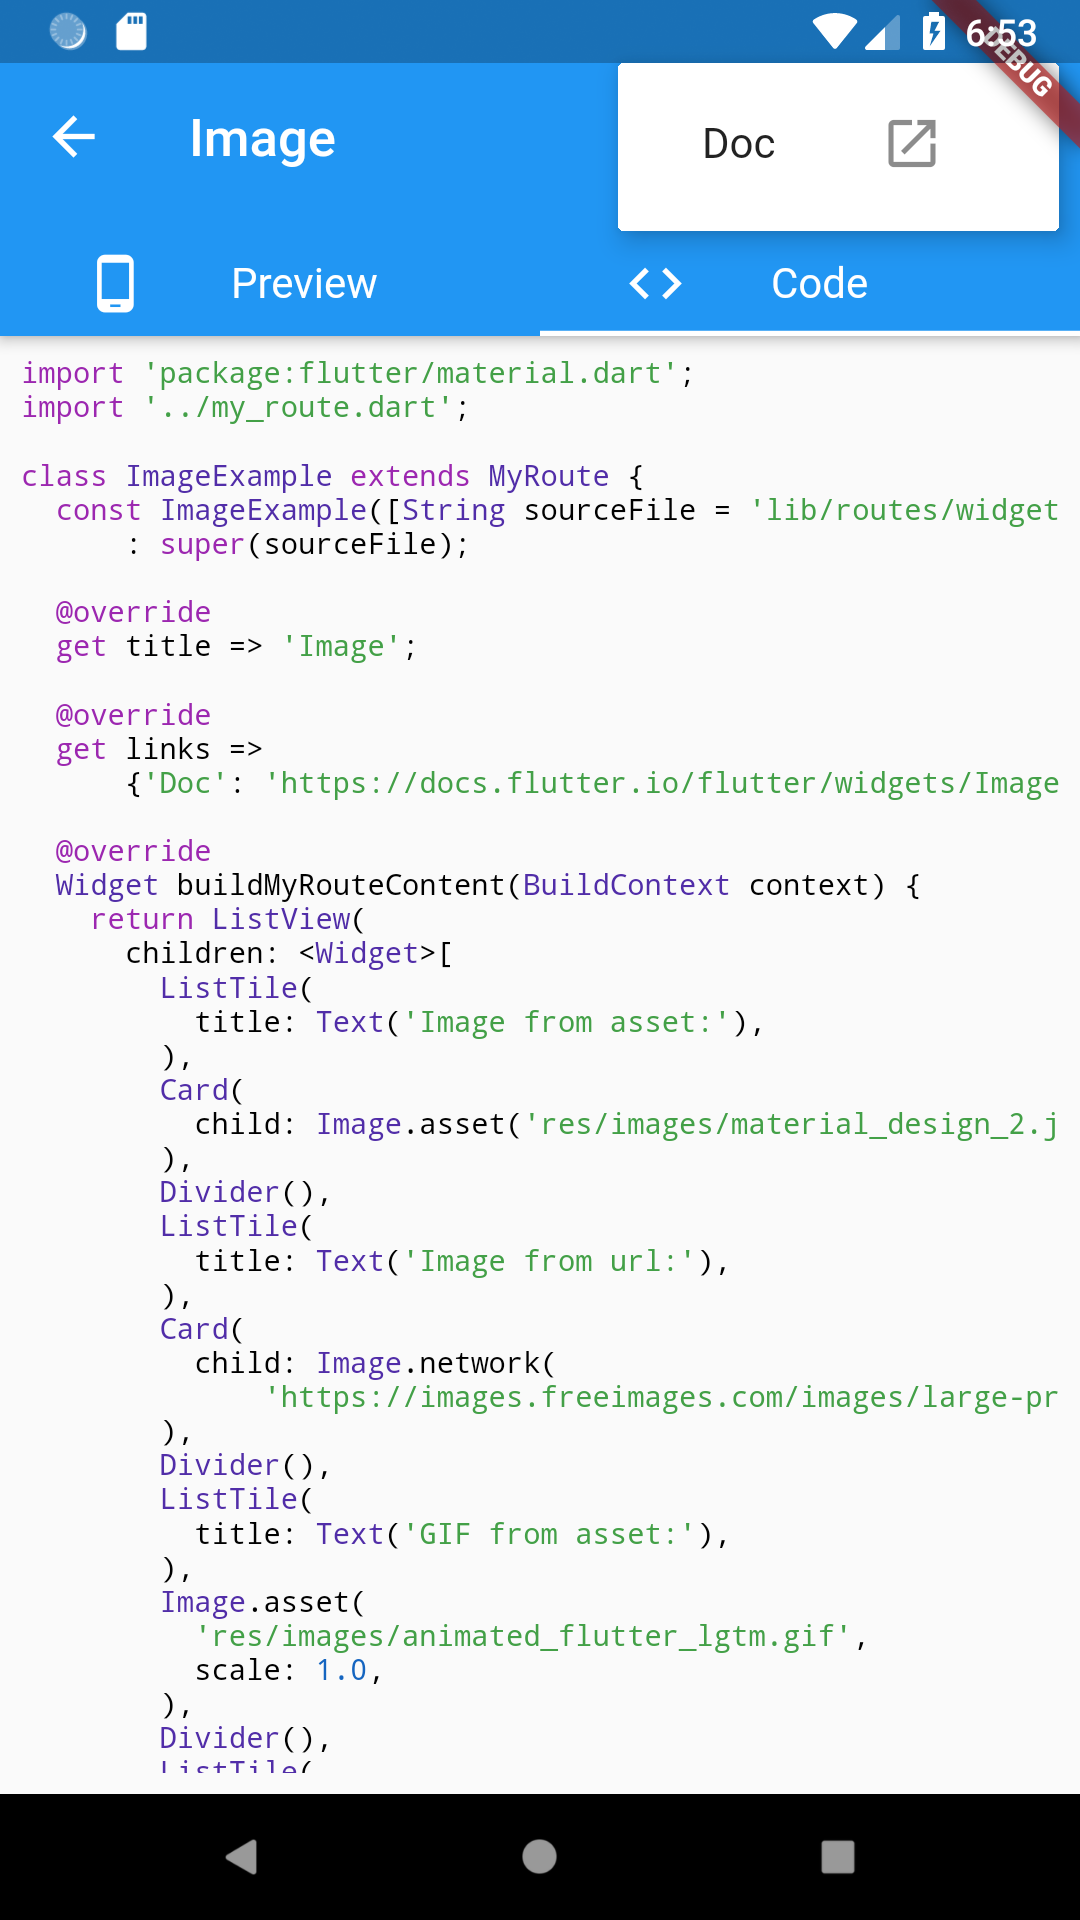 6:53
DEBUG
Image
Doc
Preview
Code
import 'package:flutter/material.dart';
import '../my_route.dart';
class ImageExample extends MyRoute {
const ImageExample([String sourceFile = 'lib/routes/widget
: super(sourceFile);
@override
get title => 'Image';
@override
get links =>
{'Doc': 'https://docs.flutter.io/flutter/widgets/Image
@override
Widget buildMyRouteContent(BuildContext context) {
return ListView(
children: <Widget>[
ListTile(
title: Text('Image from asset:'),
),
Card(
child: Image.asset('res/images/material_design_2.j
),
Divider(),
ListTile(
title: Text('Image from url:'),
),
Card(
child: Image.network(
'https://images.freeimages.com/images/large-pr
),
Divider(),
ListTile(
title: Text('GIF from asset:'),
),
Image.asset(
'res/images/animated_flutter_lgtm.gif',
scale: 1.0,
),
Divider(),
ListTile(